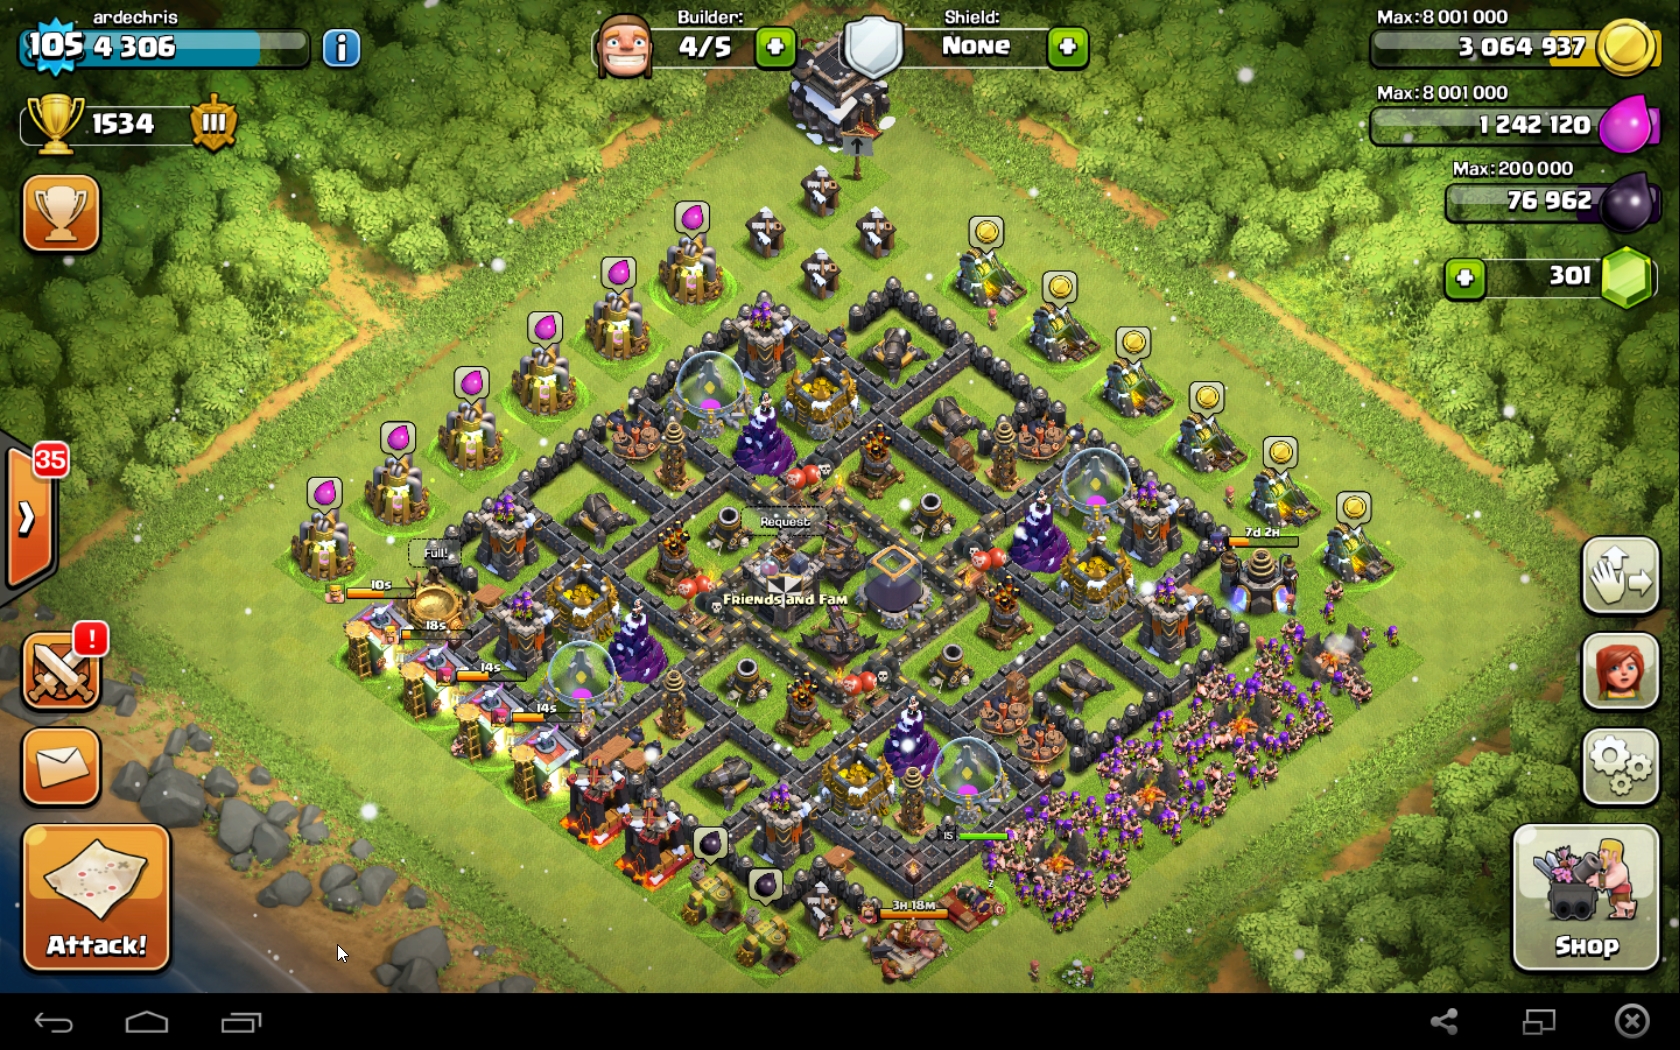 ardechris
105 4 306
i
1534
III
Builder:
4/5
Shield:
None
Max: 8 001 000
3 064 937
Max: 8 001 000
1 242 120
Max: 200 000
76 962
301
35
Request
Full!
7d 2H
10s
Friends and Fam
18s
14s
14s
!
15
z
3H 18M
Attack!
Shop